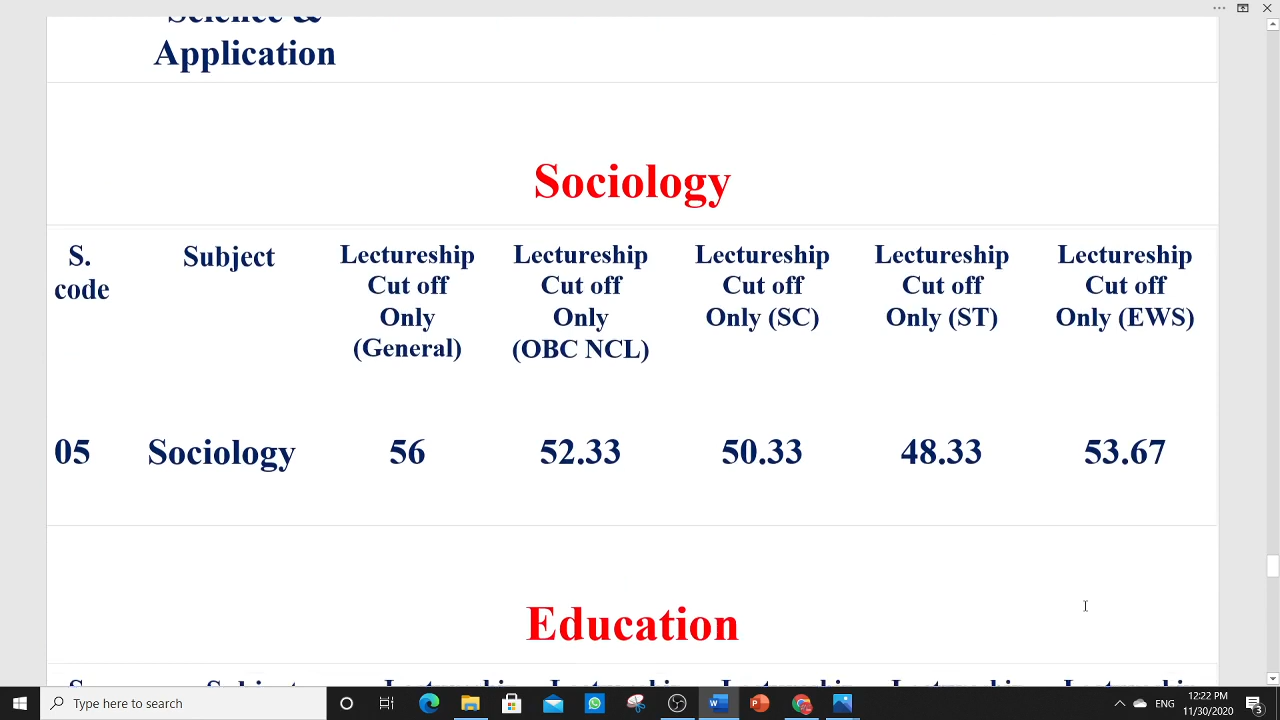 Science &
Application
Sociology
S. code Subject Lectureship Cut off Only (General) Lectureship Cut off Only (OBC NCL) Lectureship Cut off Only (SC) Lectureship Cut off Only (ST) Lectureship Cut off Only (EWS)
05 Sociology 56 52.33 50.33 48.33 53.67
Education
Type here to search
ENG
12:22 PM
11/30/2020
3